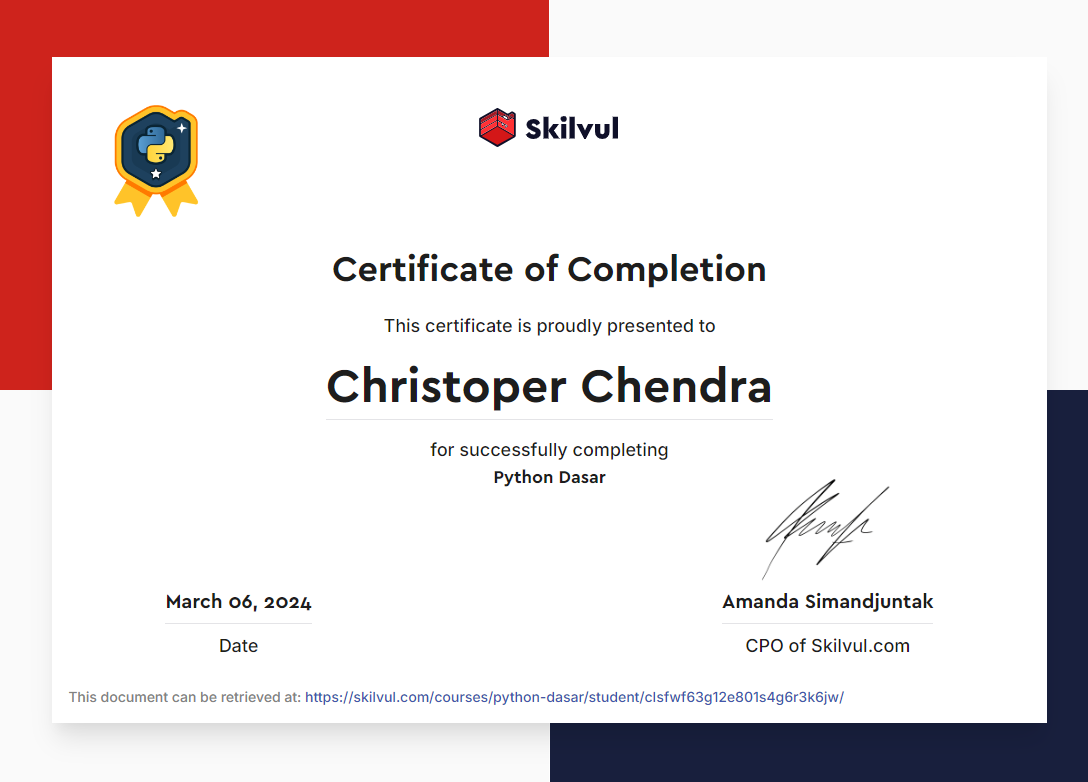 Skilvul
Certificate of Completion
This certificate is proudly presented to
Christoper Chendra
for successfully completing
Python Dasar
March 06, 2024
Date
Amanda Simandjuntak
CPO of Skilvul.com
This document can be retrieved at: https://skilvul.com/courses/python-dasar/student/clsfwf63g12e801s4g6r3k6jw/